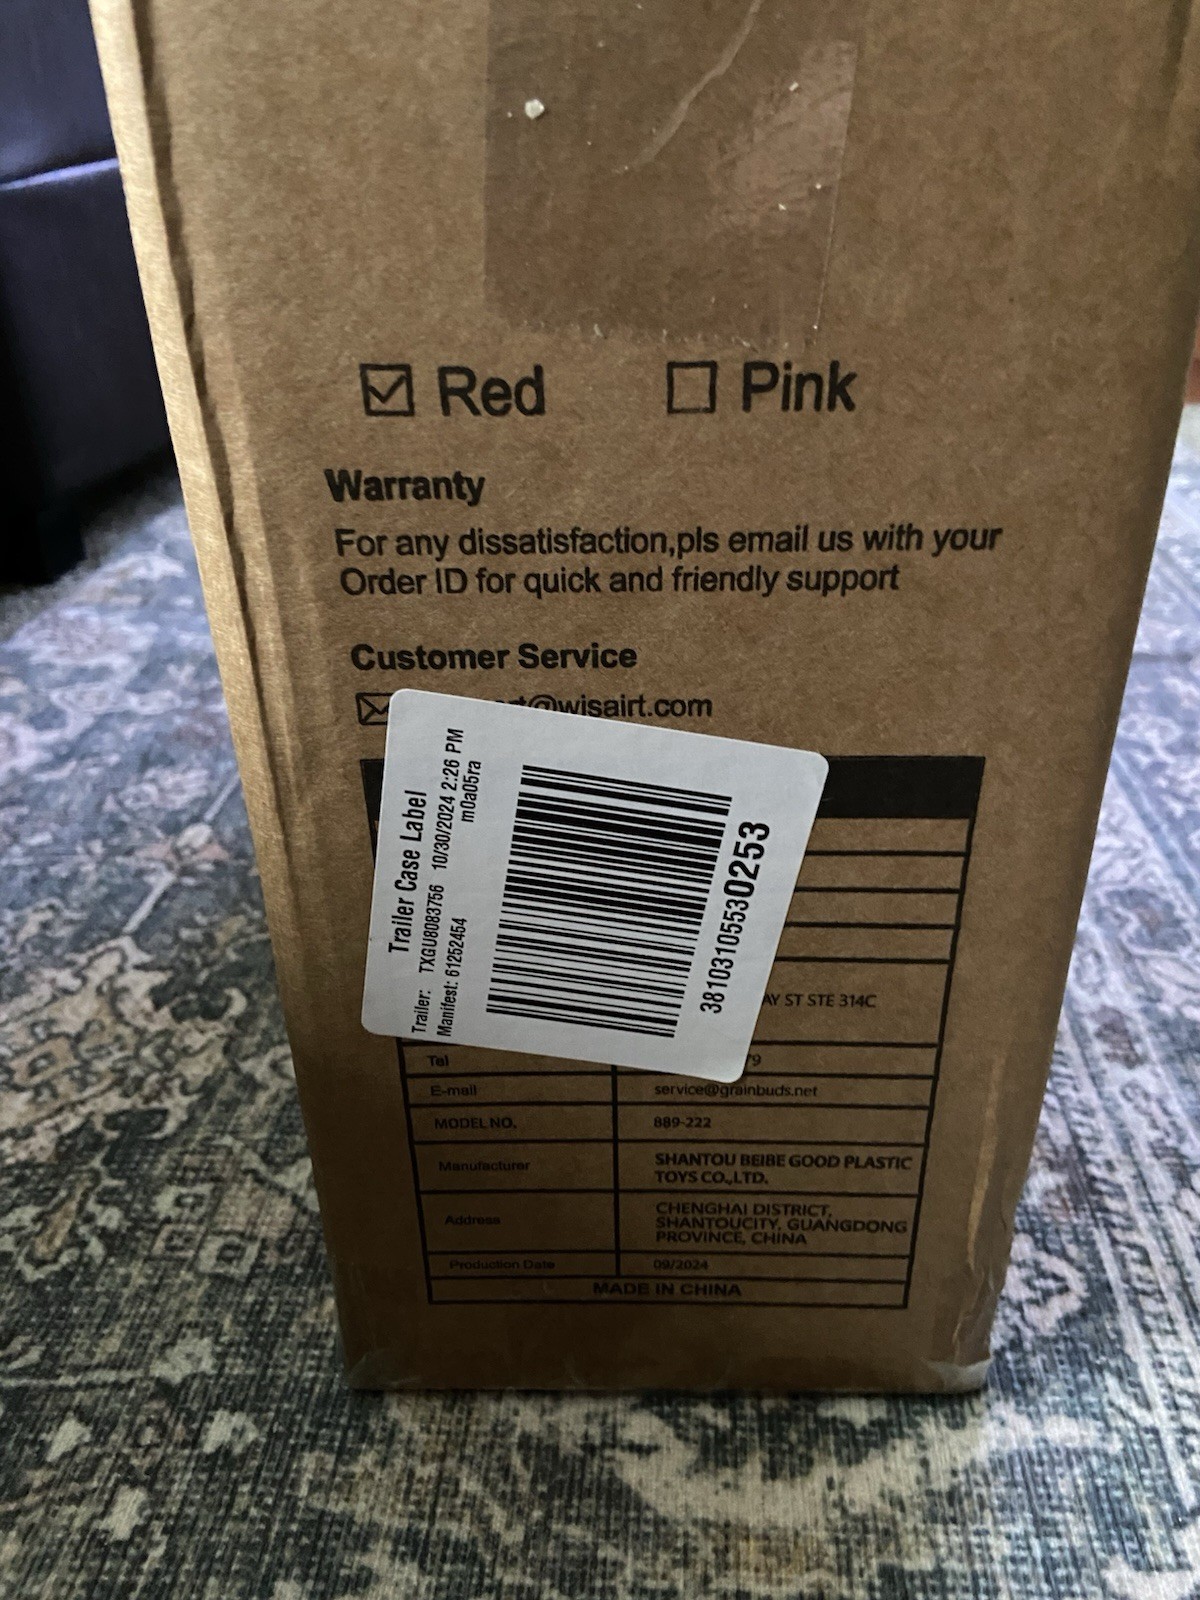 Red
Pink
Warranty
For any dissatisfaction,pls email us with your
Order ID for quick and friendly support
Customer Service
@wisairt.com
Trailer Case Label
Trailer: TXGU8083756 10/30/2024 2:26 PM
Manifest: 61252454 m0a05ra
3810310553​0253
AY ST STE 314C
Tel
E-mail service@grainbuds.net
MODEL NO. 889-222
Manufacturer SHANTOU BEIBE GOOD PLASTIC
TOYS CO.,LTD.
Address CHENGHAI DISTRICT,
SHANTOUCITY, GUANGDONG
PROVINCE, CHINA
Production Date 09/2024
MADE IN CHINA